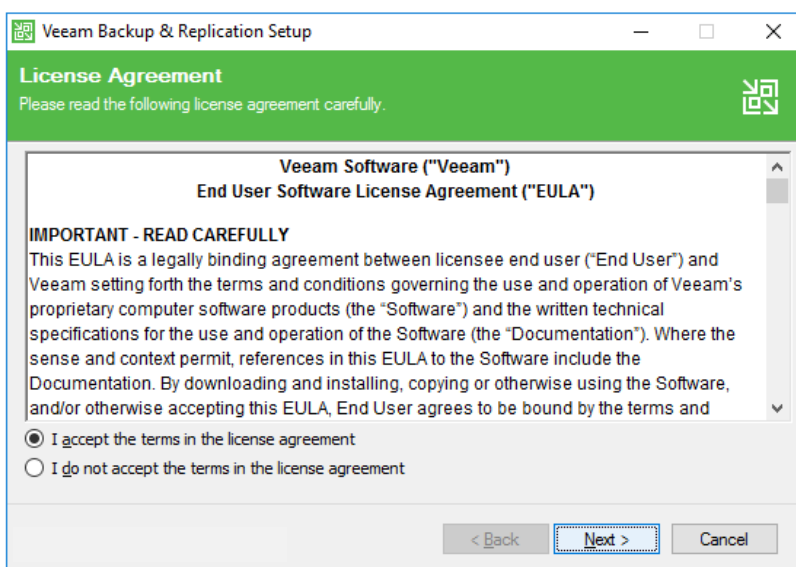 Veeam Backup & Replication Setup
License Agreement
Please read the following license agreement carefully.
Veeam Software ("Veeam")
End User Software License Agreement ("EULA")
IMPORTANT - READ CAREFULLY
This EULA is a legally binding agreement between licensee end user (“End User”) and
Veeam setting forth the terms and conditions governing the use and operation of Veeam’s
proprietary computer software products (the “Software”) and the written technical
specifications for the use and operation of the Software (the “Documentation”). Where the
sense and context permit, references in this EULA to the Software include the
Documentation. By downloading and installing, copying or otherwise using the Software,
and/or otherwise accepting this EULA, End User agrees to be bound by the terms and
I accept the terms in the license agreement
I do not accept the terms in the license agreement
< Back Next > Cancel